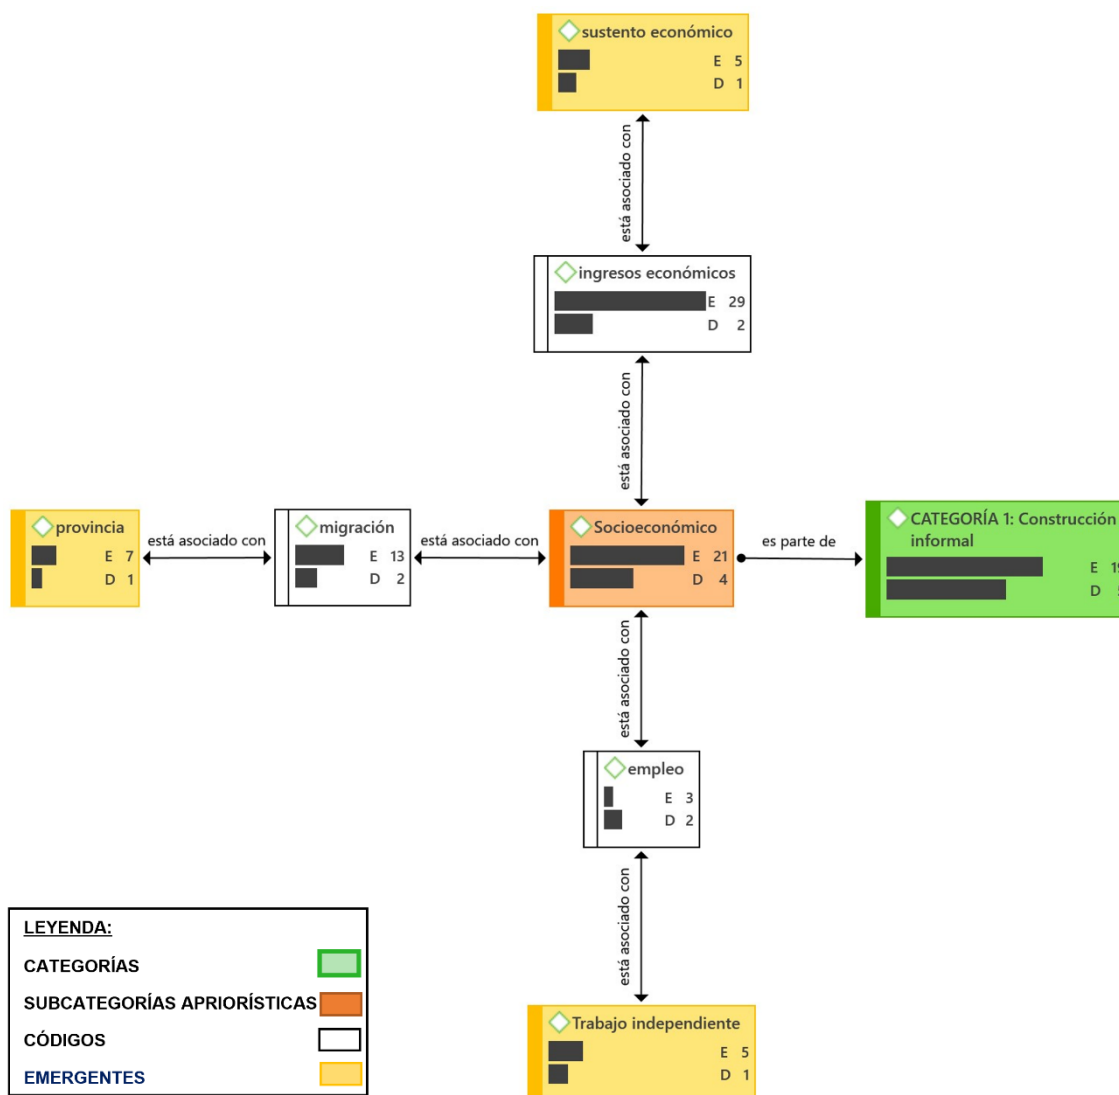 sustento económico
E 5
D 1
está asociado con
ingresos económicos
E 29
D 2
está asociado con
provincia
E 7
D 1
está asociado con
migración
E 13
D 2
está asociado con
Socioeconómico
E 21
D 4
es parte de
CATEGORÍA 1: Construcción
informal
E
D
está asociado con
empleo
E 3
D 2
está asociado con
Trabajo independiente
E 5
D 1
LEYENDA:
CATEGORÍAS
SUBCATEGORÍAS APRIORÍSTICAS
CÓDIGOS
EMERGENTES